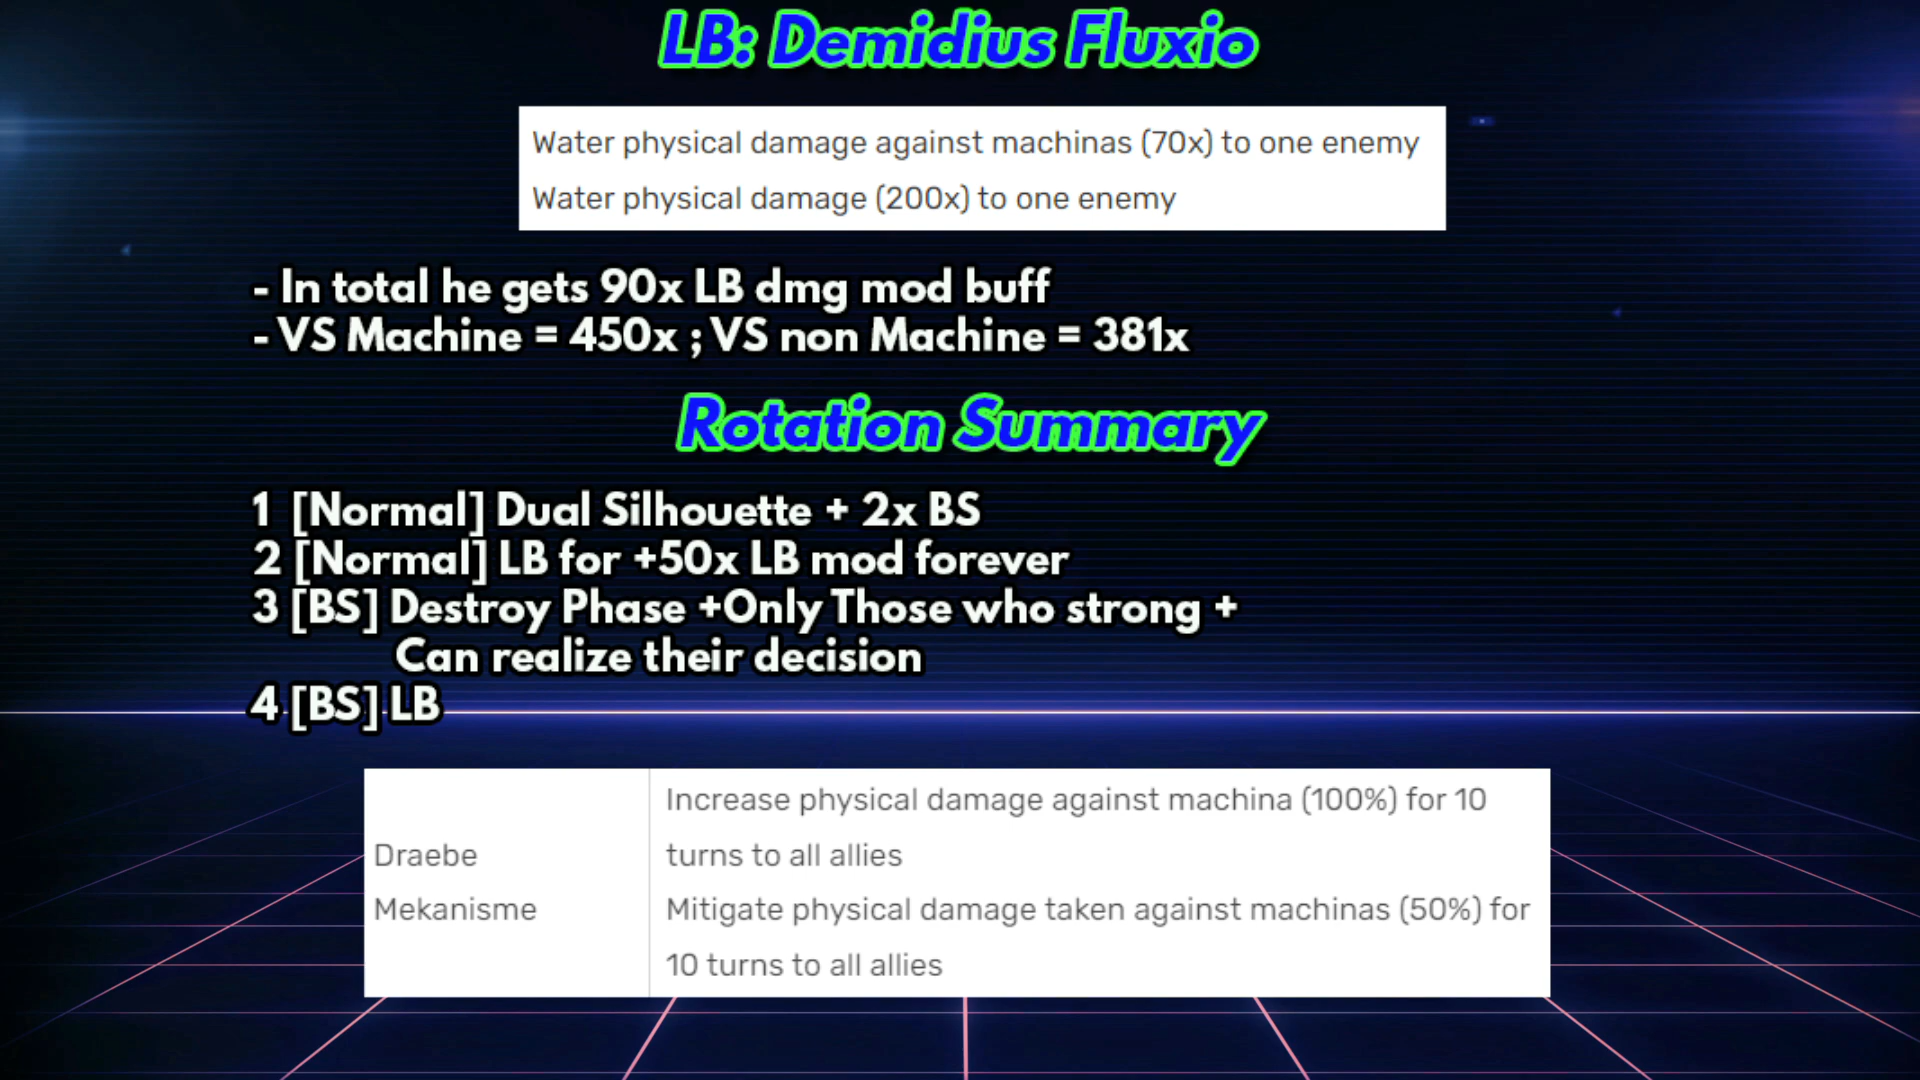 LB: Demidius Fluxio
Water physical damage against machinas (70x) to one enemy
Water physical damage (200x) to one enemy
- In total he gets 90x LB dmg mod buff
- VS Machine = 450x ; VS non Machine = 381x
Rotation Summary
1 [Normal] Dual Silhouette + 2x BS
2 [Normal] LB for +50x LB mod forever
3 [BS] Destroy Phase +Only Those who strong +
Can realize their decision
4 [BS] LB
Draebe
Mekanisme
Increase physical damage against machina (100%) for 10
turns to all allies
Mitigate physical damage taken against machinas (50%) for
10 turns to all allies